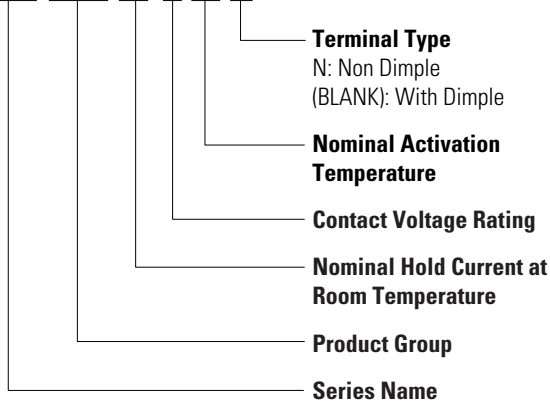 Terminal Type
N: Non Dimple
(BLANK): With Dimple
Nominal Activation
Temperature
Contact Voltage Rating
Nominal Hold Current at
Room Temperature
Product Group
Series Name